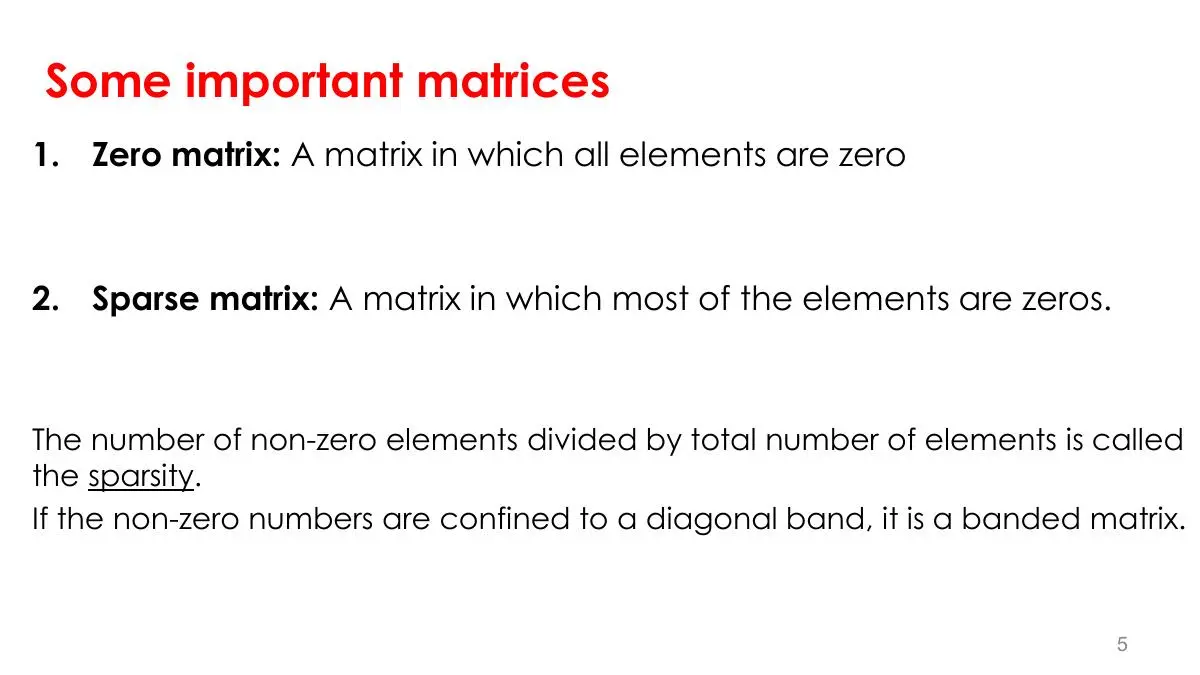 Some important matrices
1. Zero matrix: A matrix in which all elements are zero
2. Sparse matrix: A matrix in which most of the elements are zeros.
The number of non-zero elements divided by total number of elements is called
the sparsity.
If the non-zero numbers are confined to a diagonal band, it is a banded matrix.
5